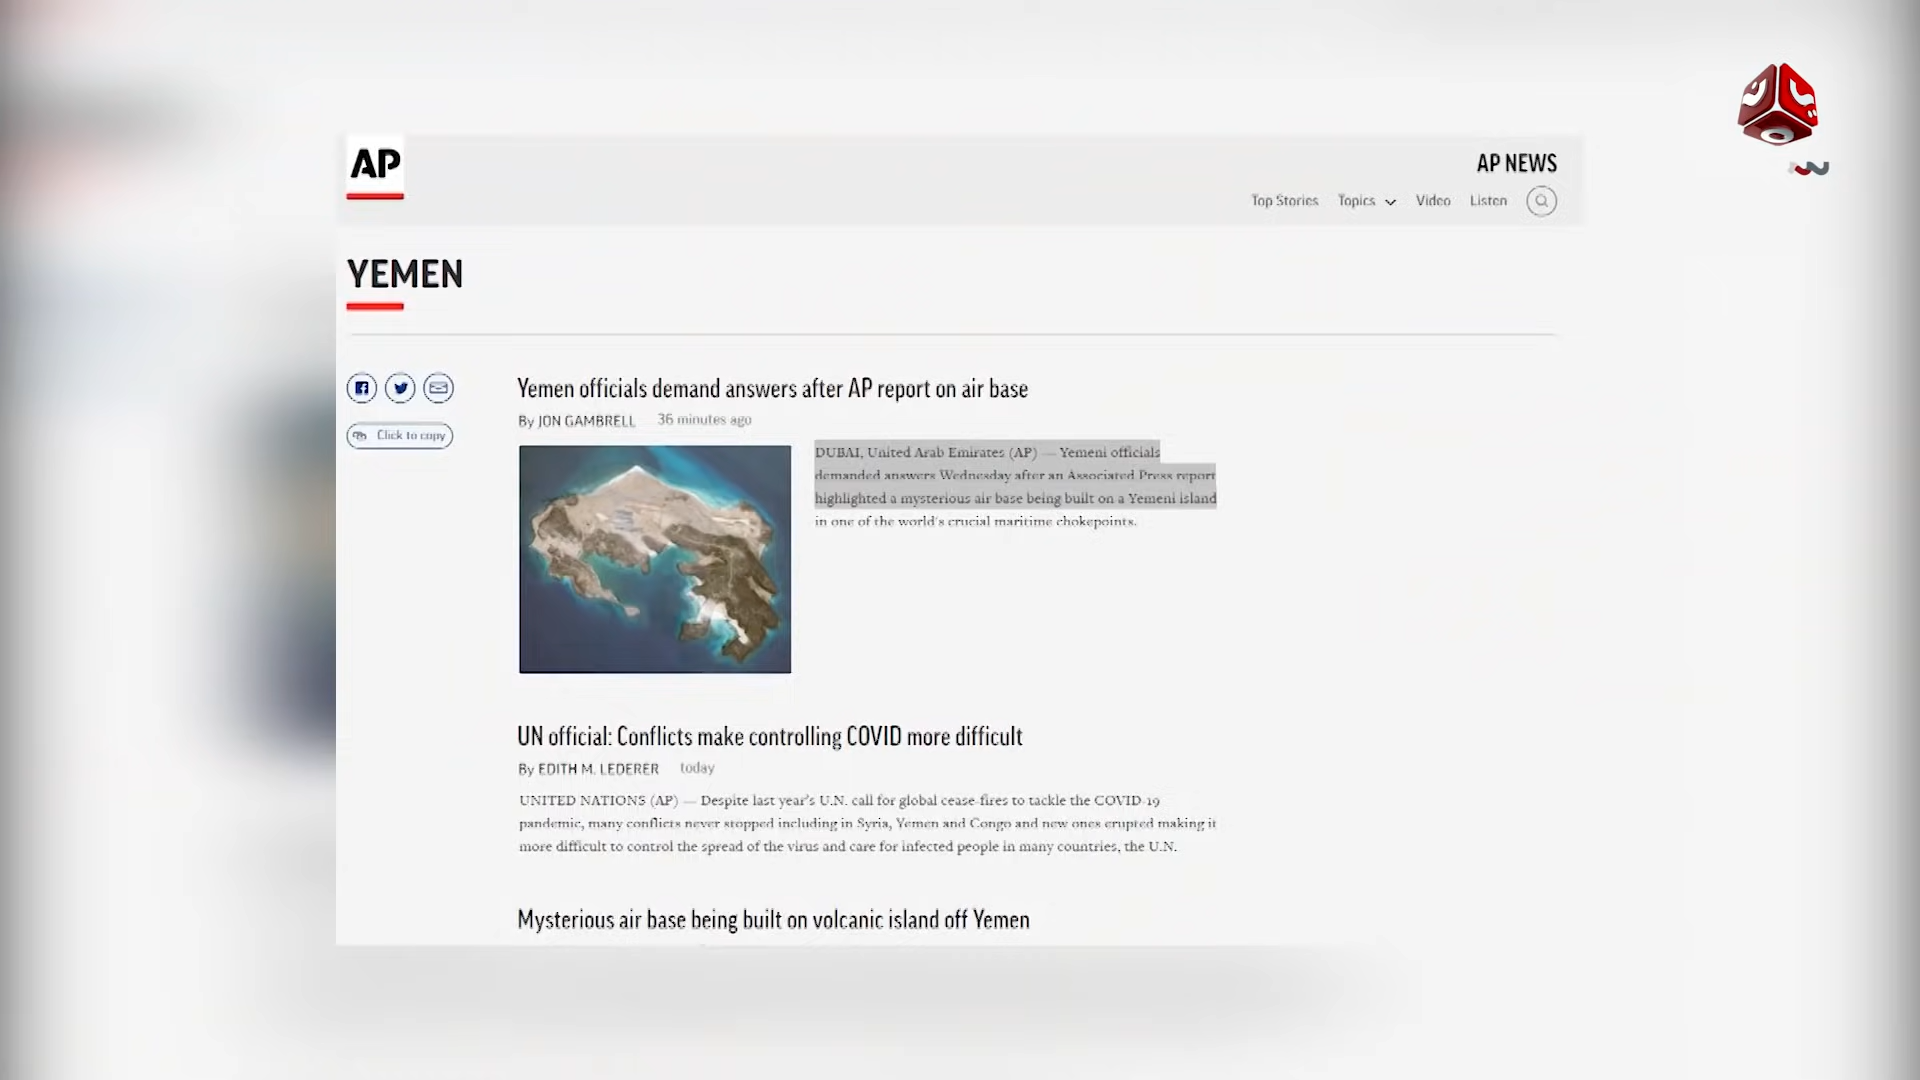 AP
AP NEWS
Top Stories Topics Video Listen
YEMEN
Click to copy
Yemen officials demand answers after AP report on air base
By JON GAMBRELL 36 minutes ago
DUBAI, United Arab Emirates (AP) — Yemeni officials
demanded answers Wednesday after an Associated Press report
highlighted a mysterious air base being built on a Yemeni island
in one of the world's crucial maritime chokepoints.
UN official: Conflicts make controlling COVID more difficult
By EDITH M. LEDERER today
UNITED NATIONS (AP) — Despite last year's U.N. call for global cease-fires to tackle the COVID-19
pandemic, many conflicts never stopped including in Syria, Yemen and Congo and new ones erupted making it
more difficult to control the spread of the virus and care for infected people in many countries, the U.N.
Mysterious air base being built on volcanic island off Yemen